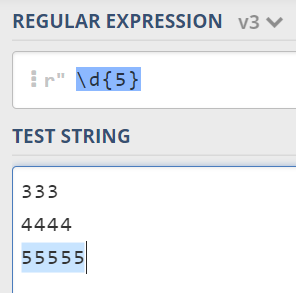 REGULAR EXPRESSION v3
r" \d{5}
TEST STRING
333
4444
55555